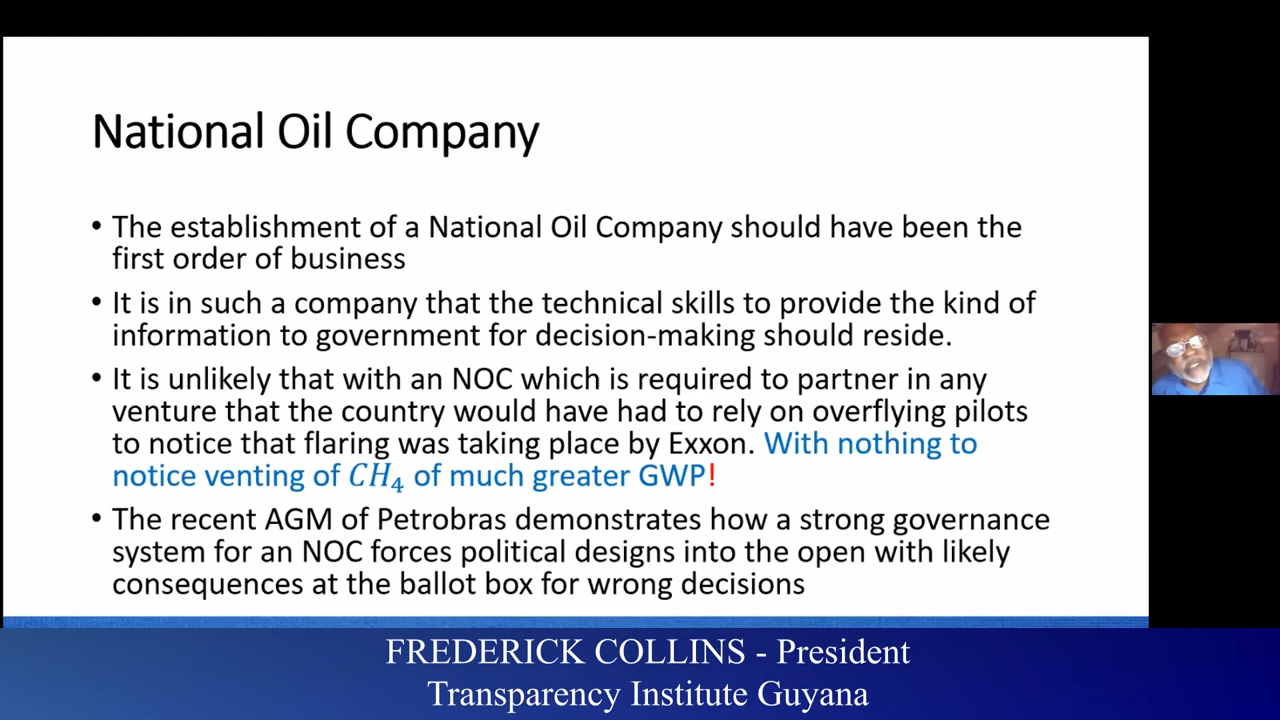 National Oil Company
• The establishment of a National Oil Company should have been the
first order of business
• It is in such a company that the technical skills to provide the kind of
information to government for decision-making should reside.
• It is unlikely that with an NOC which is required to partner in any
venture that the country would have had to rely on overflying pilots
to notice that flaring was taking place by Exxon. With nothing to
notice venting of CH₄ of much greater GWP!
• The recent AGM of Petrobras demonstrates how a strong governance
system for an NOC forces political designs into the open with likely
consequences at the ballot box for wrong decisions
FREDERICK COLLINS - President
Transparency Institute Guyana